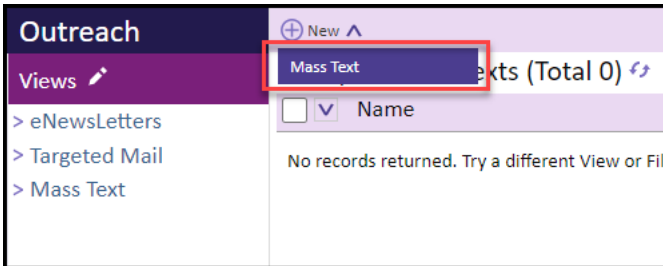 Outreach
Views
> eNewsLetters
> Targeted Mail
> Mass Text
New
Mass Text
exts (Total 0)
Name
No records returned. Try a different View or Fil